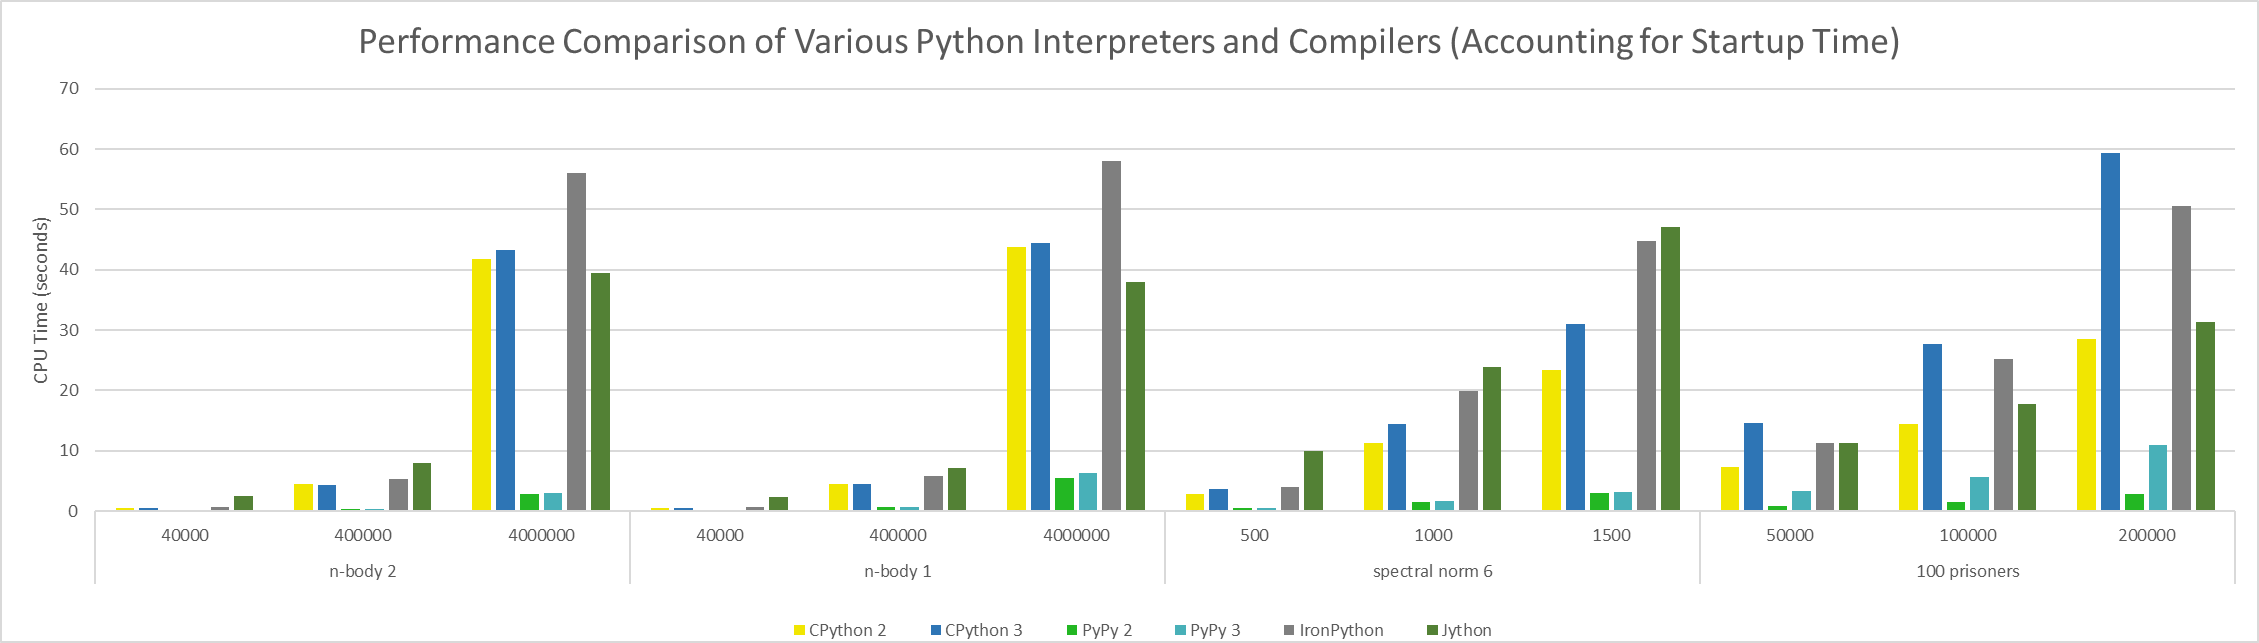 Performance Comparison of Various Python Interpreters and Compilers (Accounting for Startup Time)
CPU Time (seconds)
70
60
50
40
30
20
10
0
40000 400000 4000000 40000 400000 4000000 500 1000 1500 50000 100000 200000
n-body 2 n-body 1 spectral norm 6 100 prisoners
CPython 2 CPython 3 PyPy 2 PyPy 3 IronPython Jython